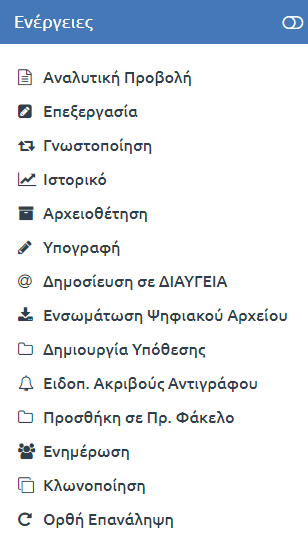 Ενέργειες
Αναλυτική Προβολή
Επεξεργασία
Γνωστοποίηση
Ιστορικό
Αρχειοθέτηση
Υπογραφή
@ Δημοσίευση σε ΔΙΑΥΓΕΙΑ
Ενσωμάτωση Ψηφιακού Αρχείου
Δημιουργία Υπόθεσης
Ειδοπ. Ακριβούς Αντιγράφου
Προσθήκη σε Πρ. Φάκελο
Ενημέρωση
Κλωνοποίηση
Ορθή Επανάληψη